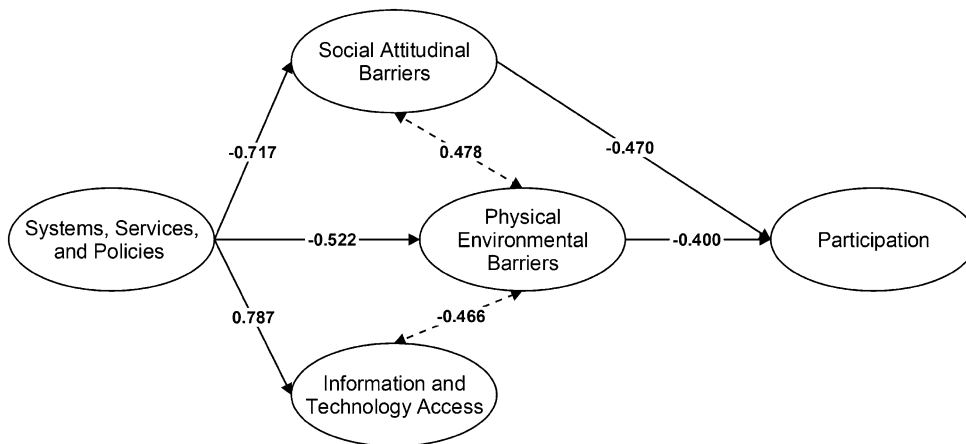 Social Attitudinal
Barriers
-0.717
0.478
-0.470
Systems, Services,
and Policies
-0.522
Physical
Environmental
Barriers
-0.400
Participation
0.787
-0.466
Information and
Technology Access